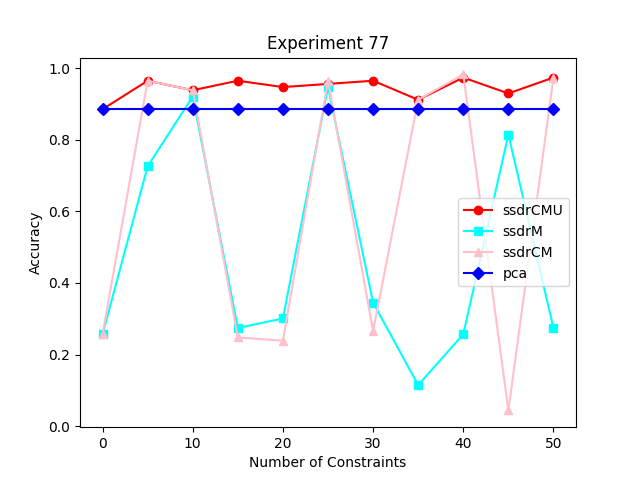 Experiment 77
Accuracy
1.0
0.8
0.6
0.4
0.2
0.0
ssdrCMU
ssdrM
ssdrCM
pca
0 10 20 30 40 50
Number of Constraints